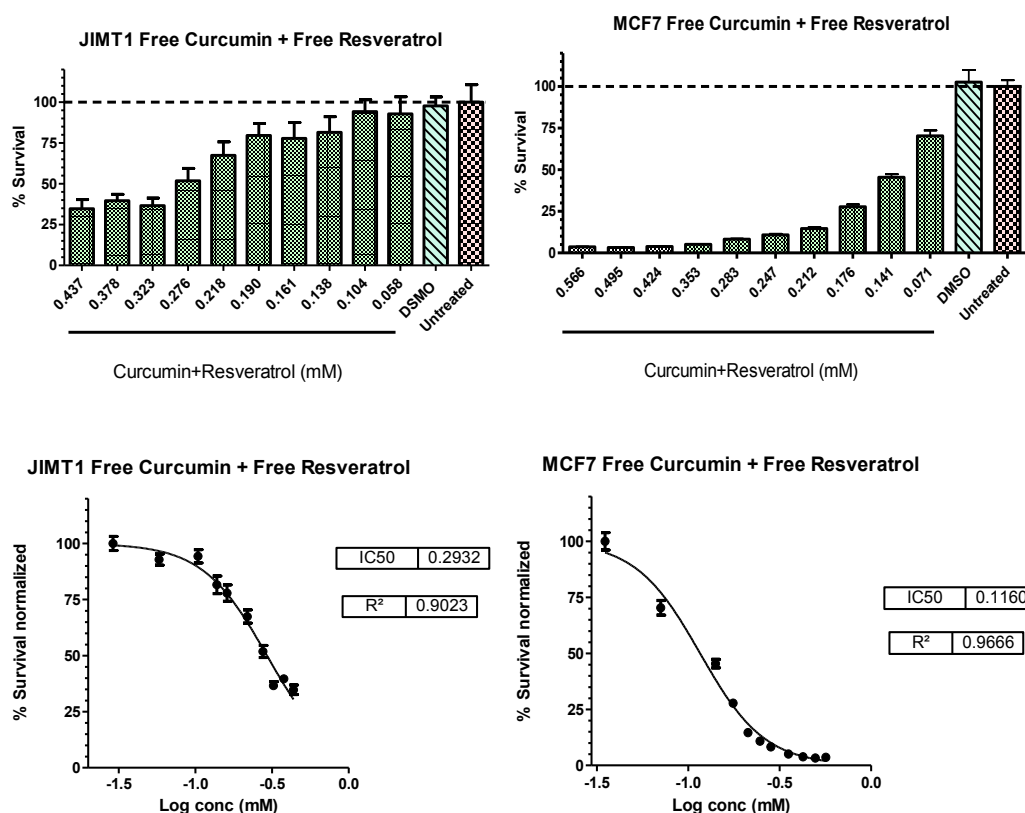 JIMT1 Free Curcumin + Free Resveratrol
% Survival
100
75
50
25
0
0.437
0.378
0.323
0.276
0.218
0.190
0.161
0.138
0.104
0.058
DSMO
Untreated
Curcumin+Resveratrol (mM)
MCF7 Free Curcumin + Free Resveratrol
% Survival
100
75
50
25
0
0.566
0.495
0.424
0.353
0.283
0.247
0.212
0.176
0.141
0.071
DMSO
Untreated
Curcumin+Resveratrol (mM)
JIMT1 Free Curcumin + Free Resveratrol
% Survival normalized
100
75
50
25
0
-1.5
-1.0
-0.5
0.0
Log conc (mM)
IC50 0.2932
R² 0.9023
MCF7 Free Curcumin + Free Resveratrol
% Survival normalized
100
75
50
25
0
-1.5
-1.0
-0.5
0.0
Log conc (mM)
IC50 0.1160
R² 0.9666